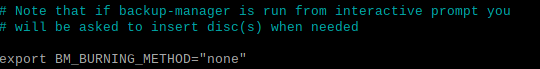 # Note that if backup-manager is run from interactive prompt you
# will be asked to insert disc(s) when needed
export BM_BURNING_METHOD="none"